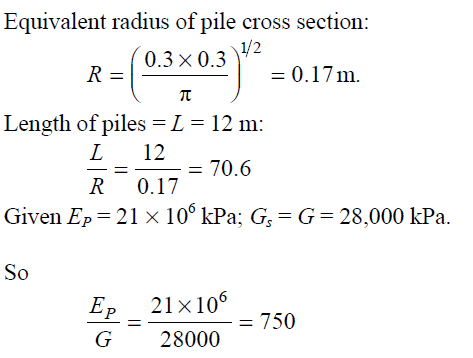 Equivalent radius of pile cross section:
R = (0.3 × 0.3 / π)^1/2 = 0.17 m.
Length of piles = L = 12 m:
L/R = 12/0.17 = 70.6
Given E_P = 21 × 10^6 kPa; G_s = G = 28,000 kPa.
So
E_P/G = 21×10^6/28000 = 750